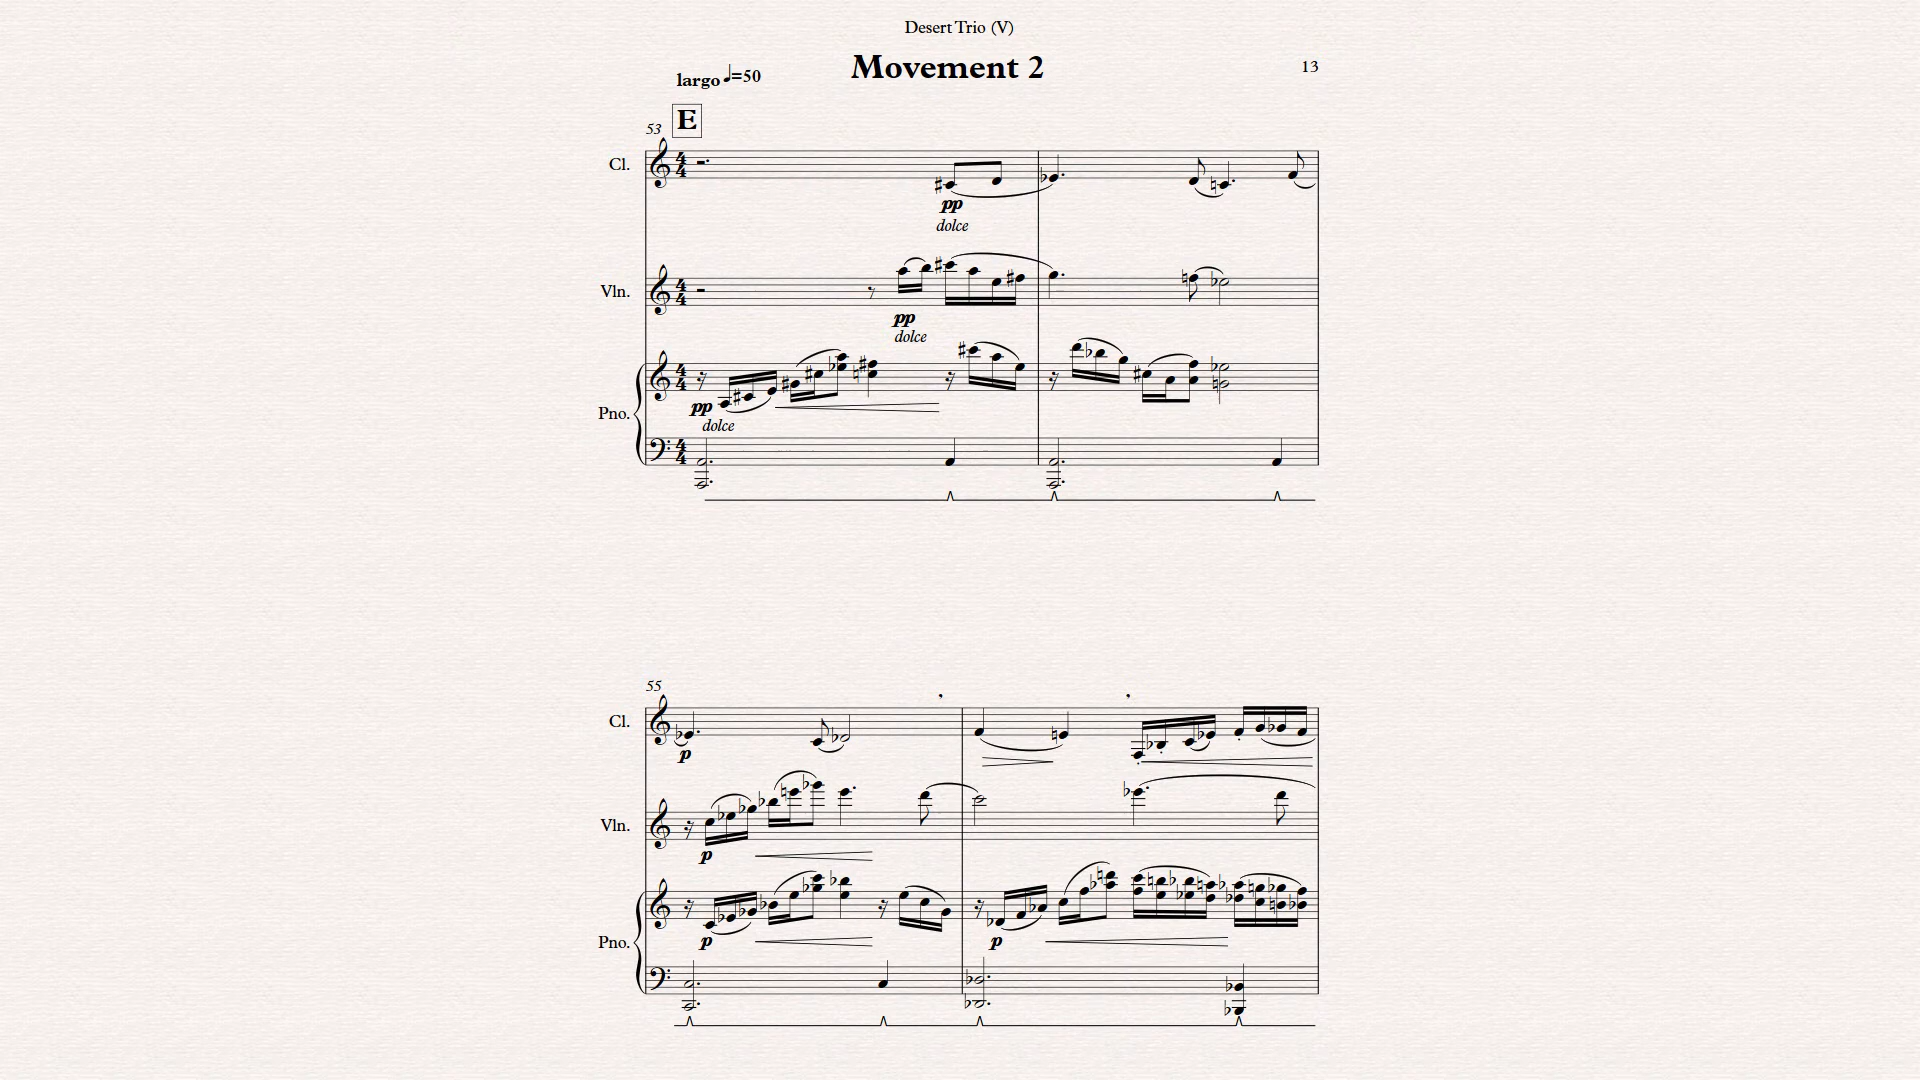 Desert Trio (V)
Movement 2
13
largo ♩=50
E
53
Cl.
pp
dolce
Vln.
pp
dolce
Pno.
pp
dolce
55
Cl.
p
Vln.
p
Pno.
p
p